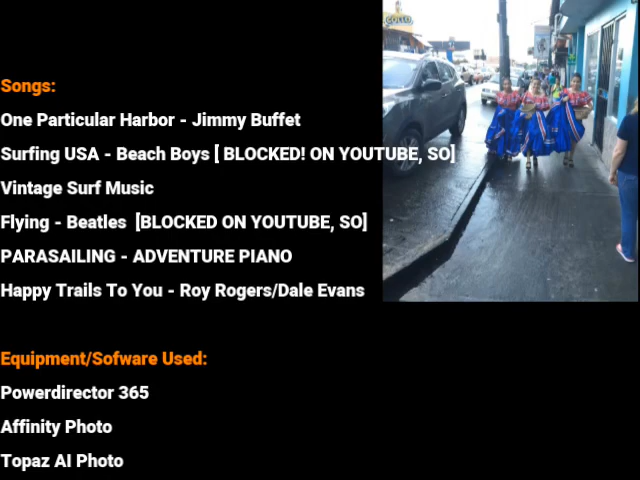 Songs:
One Particular Harbor - Jimmy Buffet
Surfing USA - Beach Boys [ BLOCKED! ON YOUTUBE, SO]
Vintage Surf Music
Flying - Beatles [BLOCKED ON YOUTUBE, SO]
PARASAILING - ADVENTURE PIANO
Happy Trails To You - Roy Rogers/Dale Evans
Equipment/Sofware Used:
Powerdirector 365
Affinity Photo
Topaz AI Photo